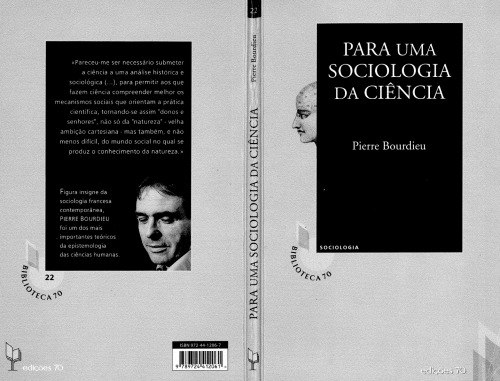 «Pareceu-me ser necessário submeter
a ciência a uma análise histórica e
sociológica (...), para permitir aos que
fazem ciência compreender melhor os
mecanismos sociais que orientam a prática
científica, tornando-se assim "donos e
senhores", não só da "natureza" - velha
ambição cartesiana - mas também, e não
menos difícil, do mundo social no qual se
produz o conhecimento da natureza.»
Figura insigne da
sociologia francesa
contemporânea,
PIERRE BOURDIEU
foi um dos mais
importantes teóricos
da epistemologia
das ciências humanas.
BIBLIOTECA 70
22
edições 70
ISBN 972-44-1206-7
22
Pierre Bourdieu
PARA UMA SOCIOLOGIA DA CIÊNCIA
PARA UMA
SOCIOLOGIA
DA CIÊNCIA
Pierre Bourdieu
SOCIOLOGIA
BIBLIOTECA 70
edições 70